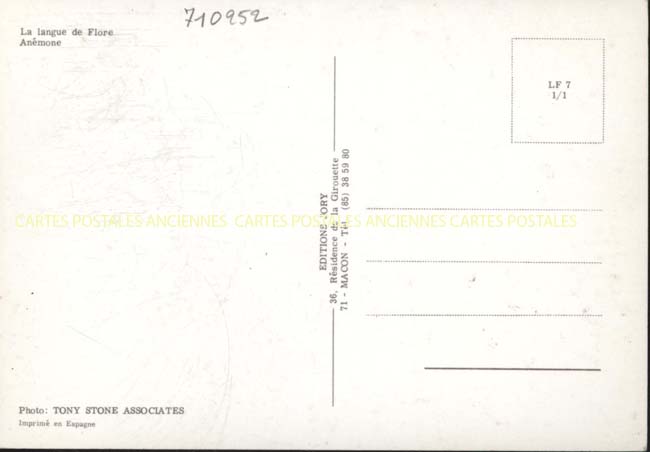 710952
La langue de Flore
Anémone
LF 7
1/1
EDITIONS
36, Résidence de la Girouette
71 - MACON - Tél (85) 38 59 80
CARTES POSTALES ANCIENNES CARTES POSTALES ANCIENNES CARTES POSTALES
Photo: TONY STONE ASSOCIATES
Imprimé en Espagne